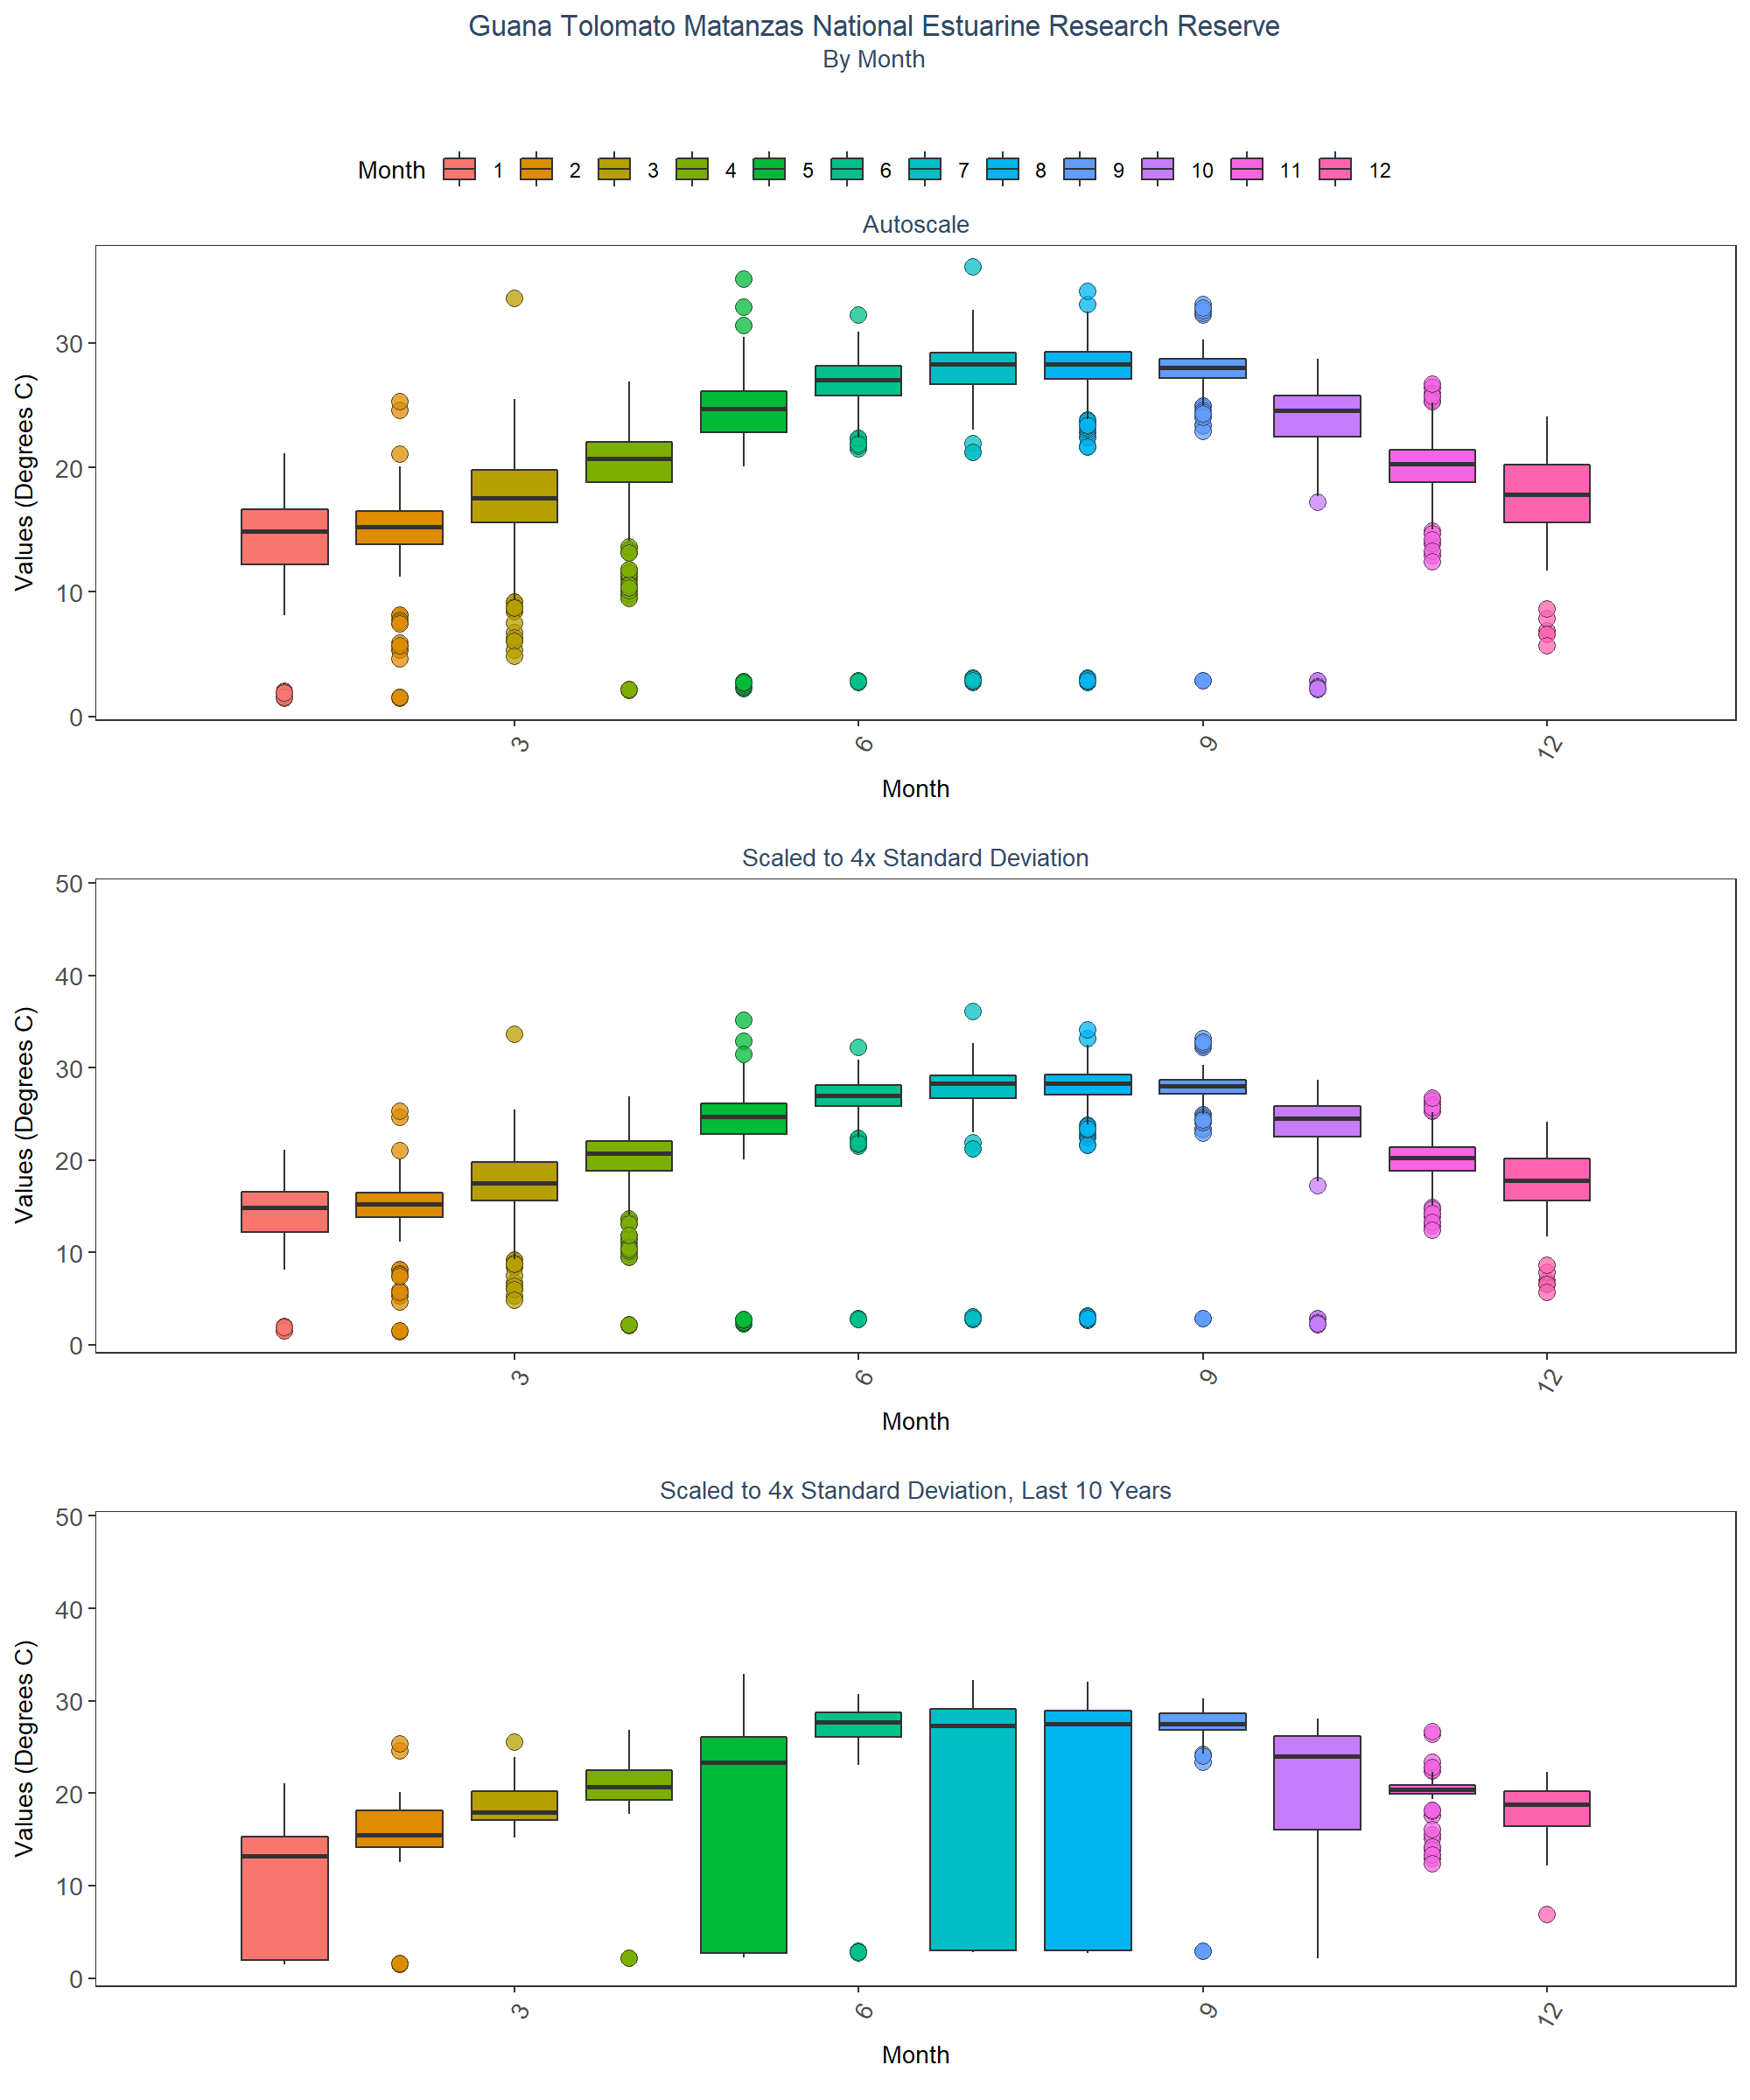 Guana Tolomato Matanzas National Estuarine Research Reserve
By Month
Month 1 2 3 4 5 6 7 8 9 10 11 12
Autoscale
Values (Degrees C)
30
20
10
0
3 6 9 12
Month
Scaled to 4x Standard Deviation
Values (Degrees C)
50
40
30
20
10
0
3 6 9 12
Month
Scaled to 4x Standard Deviation, Last 10 Years
Values (Degrees C)
50
40
30
20
10
0
3 6 9 12
Month